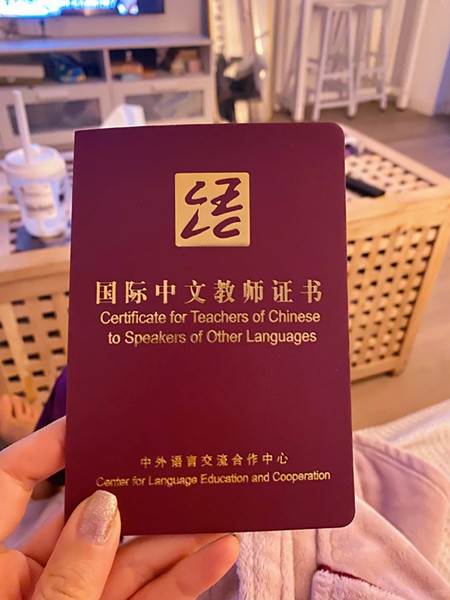 国际中文教师证书
Certificate for Teachers of Chinese
to Speakers of Other Languages
中外语言交流合作中心
Center for Language Education and Cooperation